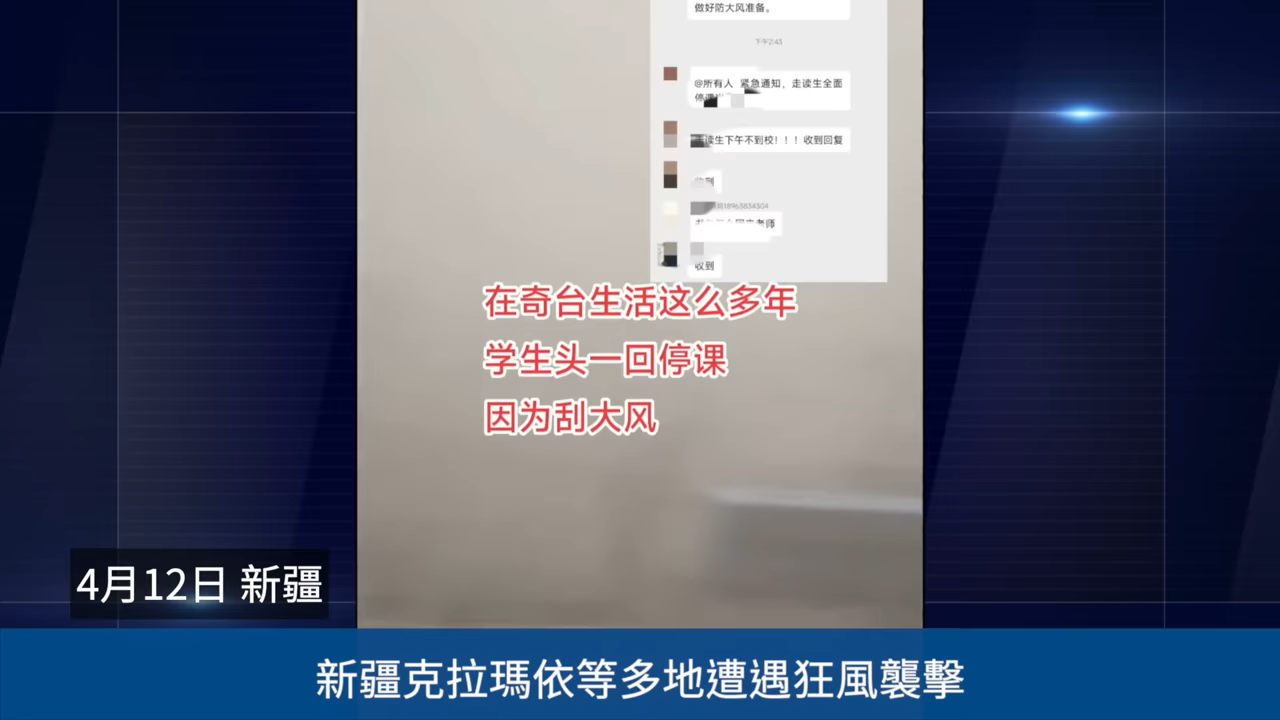 做好防大风准备。
下午2:43
@所有人 紧急通知，走读生全面
读生下午不到校！！！收到回复
18963834304
老师
收到
在奇台生活这么多年
学生头一回停课
因为刮大风
4月12日 新疆
新疆克拉瑪依等多地遭遇狂風襲擊